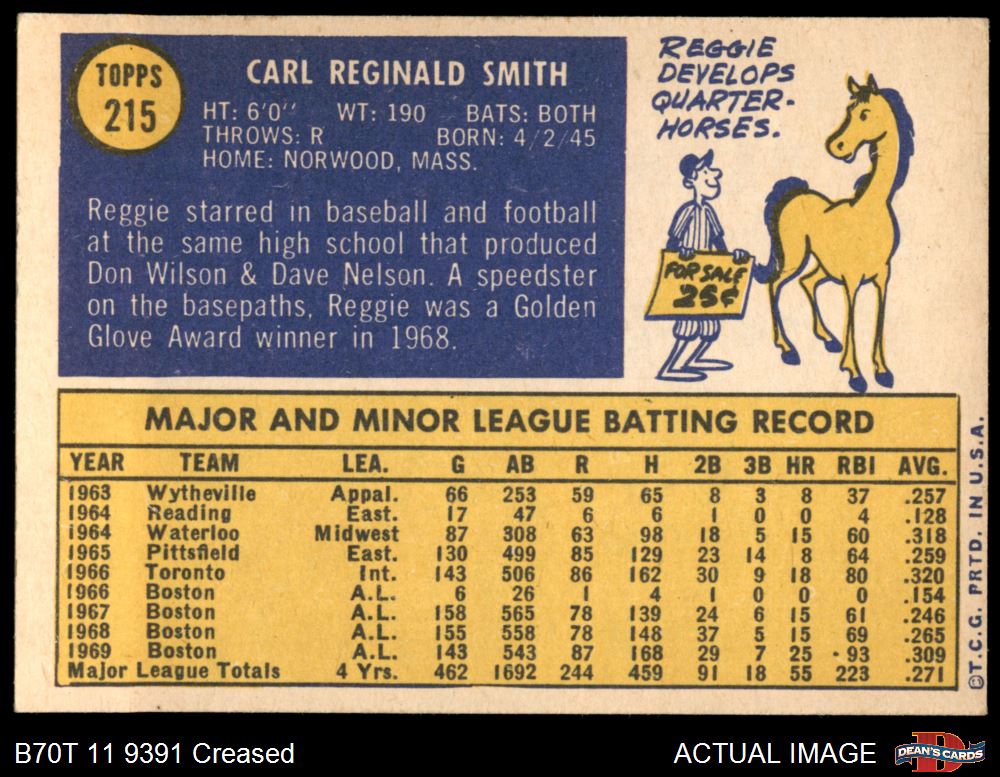 TOPPS
215
CARL REGINALD SMITH
HT: 6'0" WT: 190 BATS: BOTH
THROWS: R BORN: 4/2/45
HOME: NORWOOD, MASS.
Reggie starred in baseball and football
at the same high school that produced
Don Wilson & Dave Nelson. A speedster
on the basepaths, Reggie was a Golden
Glove Award winner in 1968.
REGGIE
DEVELOPS
QUARTER-
HORSES.
FOR SALE
25¢
MAJOR AND MINOR LEAGUE BATTING RECORD
YEAR TEAM LEA. G AB R H 2B 3B HR RBI AVG.
1963 Wytheville Appal. 66 253 59 65 8 3 8 37 .257
1964 Reading East. 17 47 6 6 1 0 0 4 .128
1964 Waterloo Midwest 87 308 63 98 18 5 15 60 .318
1965 Pittsfield East. 130 499 85 129 23 14 8 64 .259
1966 Toronto Int. 143 506 86 162 30 9 18 80 .320
1966 Boston A.L. 6 26 1 4 1 0 0 0 .154
1967 Boston A.L. 158 565 78 139 24 6 15 61 .246
1968 Boston A.L. 155 558 78 148 37 5 15 69 .265
1969 Boston A.L. 143 543 87 168 29 7 25 93 .309
Major League Totals 4 Yrs. 462 1692 244 459 91 18 55 223 .271
©T.C.G. PRTD. IN U.S.A.
B70T 11 9391 Creased
ACTUAL IMAGE
DEAN'S CARDS